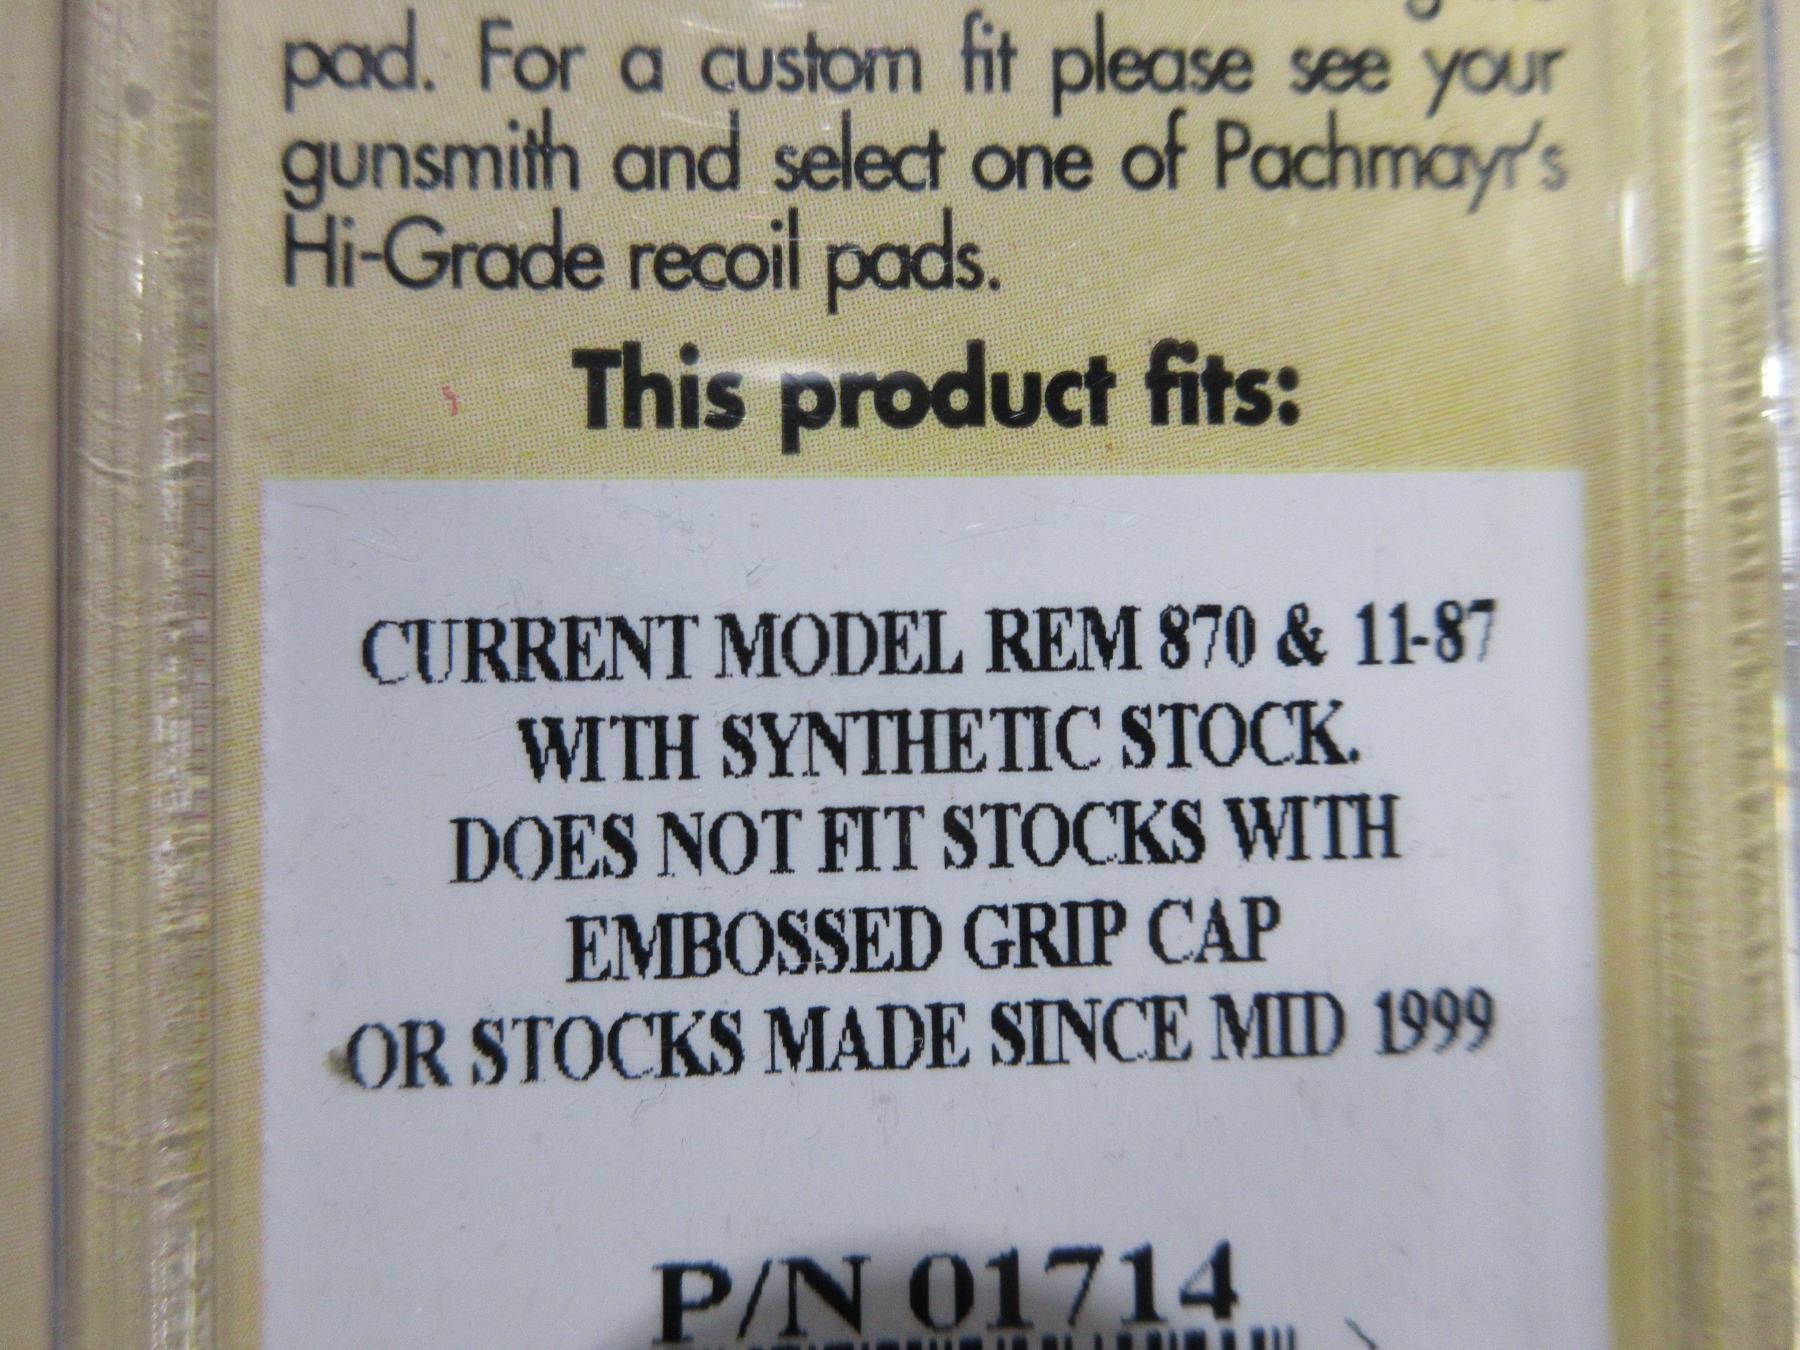 pad. For a custom fit please see your
gunsmith and select one of Pachmayr's
Hi-Grade recoil pads.
This product fits:
CURRENT MODEL REM 870 & 11-87
WITH SYNTHETIC STOCK.
DOES NOT FIT STOCKS WITH
EMBOSSED GRIP CAP
OR STOCKS MADE SINCE MID 1999
P/N 01714